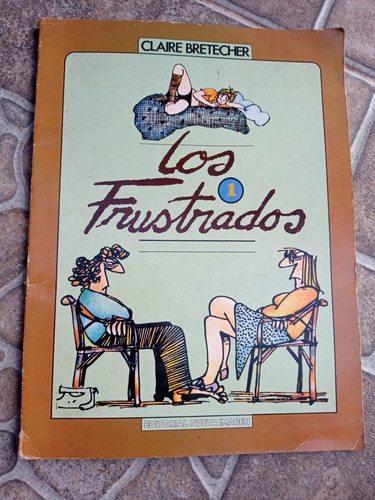 CLAIRE BRETECHER
Los
1
Frustrados
EDITORIAL NUEVA IMAGEN